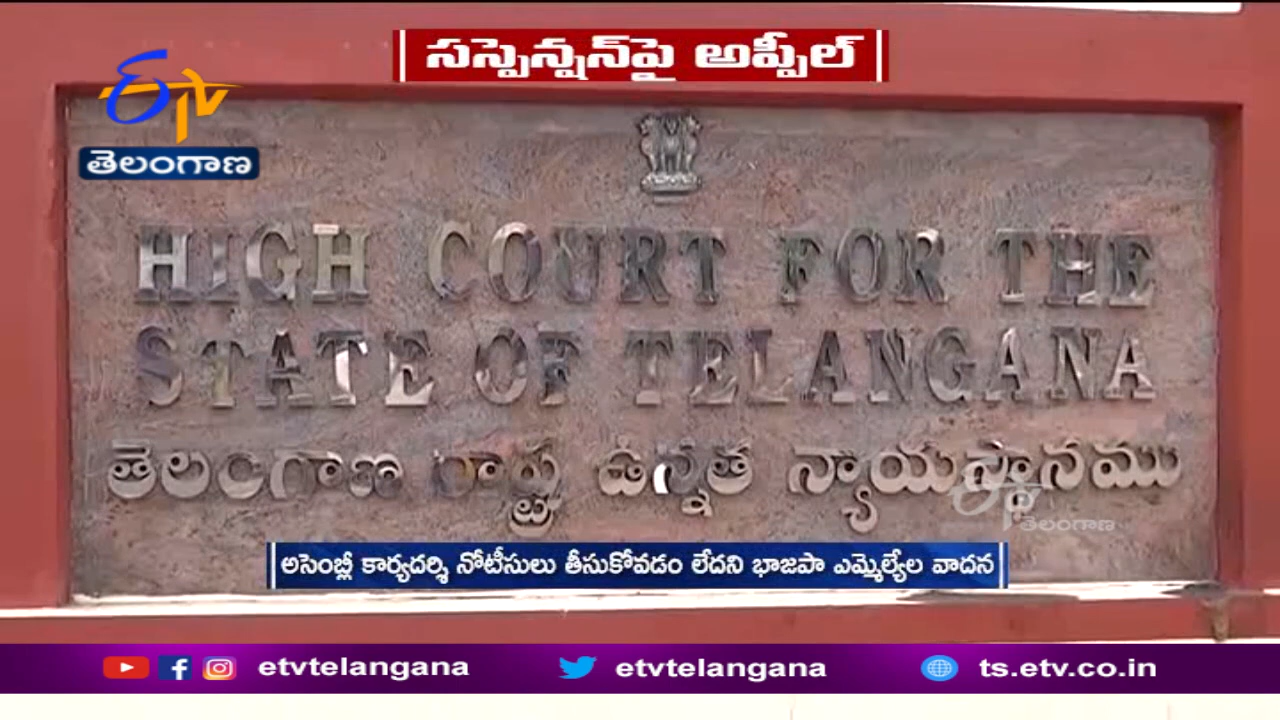 సస్పెన్షన్‌పై అప్పీల్
ETV
తెలంగాణ
HIGH COURT FOR THE
STATE OF TELANGANA
తెలంగాణ రాష్ట్ర ఉన్నత న్యాయస్థానము
తెలంగాణ
అసెంబ్లీ కార్యదర్శి నోటీసులు తీసుకోవడం లేదని భాజపా ఎమ్మెల్యేల వాదన
etvtelangana etvtelangana ts.etv.co.in